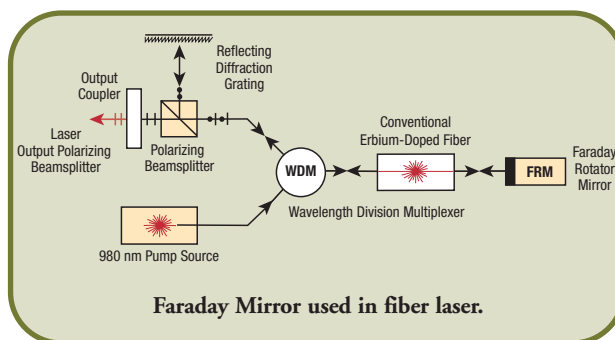 Reflecting
Diffraction
Grating
Output
Coupler
Laser
Output Polarizing
Beamsplitter
Polarizing
Beamsplitter
Conventional
Erbium-Doped Fiber
WDM
FRM
Faraday
Rotator
Mirror
Wavelength Division Multiplexer
980 nm Pump Source
Faraday Mirror used in fiber laser.